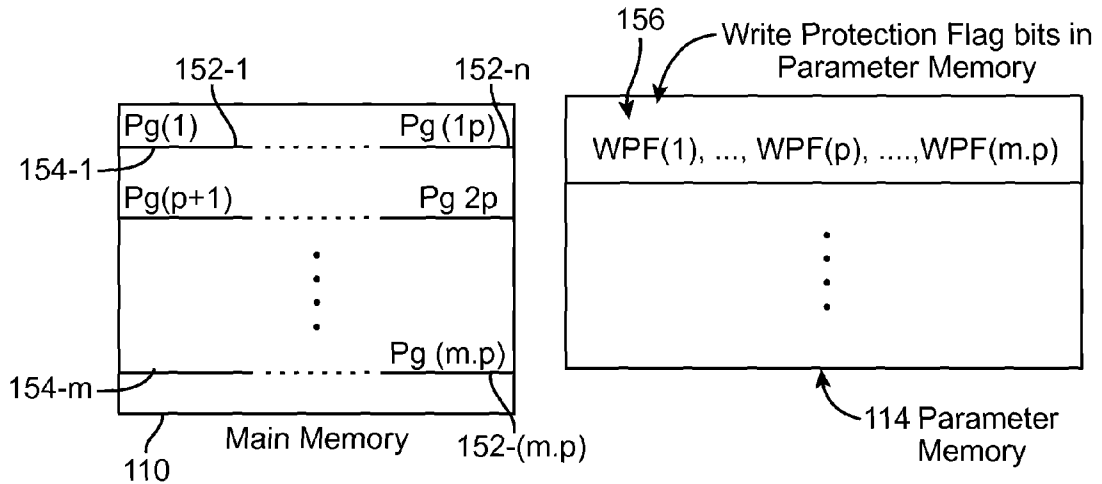 156
Write Protection Flag bits in
Parameter Memory
152-1
152-n
Pg(1)
Pg (1p)
WPF(1), ..., WPF(p), ....,WPF(m.p)
154-1
Pg(p+1)
Pg 2p
Pg (m.p)
154-m
110
Main Memory
152-(m.p)
114 Parameter
Memory